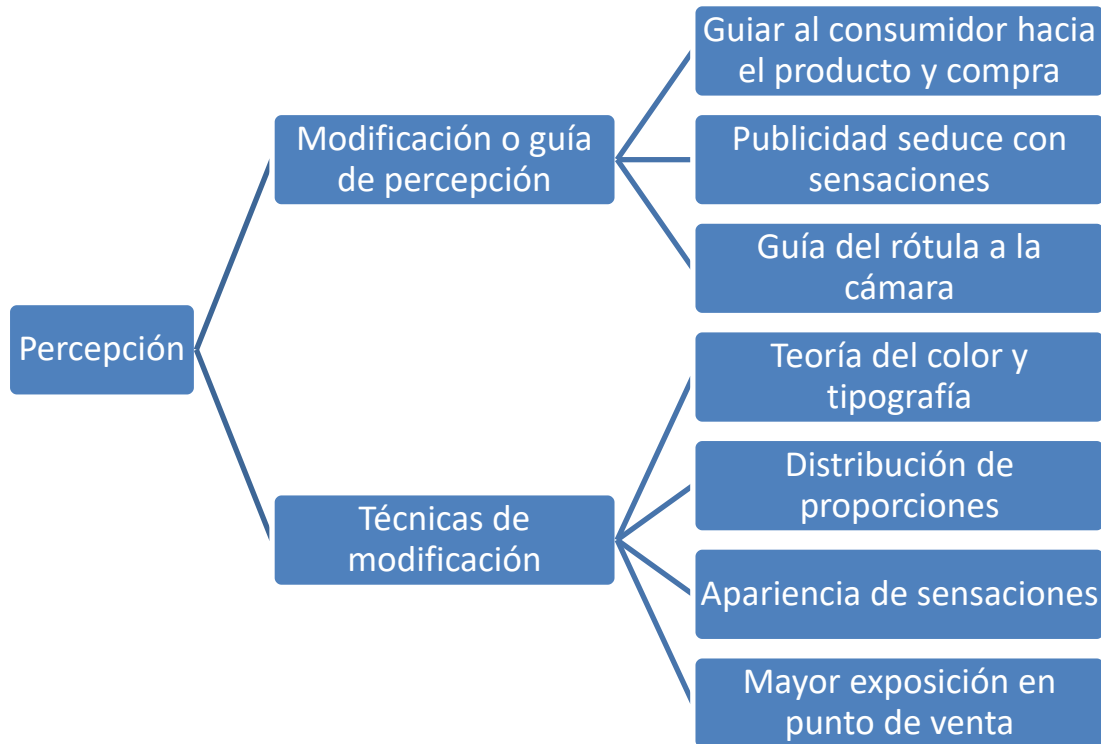 Percepción
Modificación o guía
de percepción
Guiar al consumidor hacia
el producto y compra
Publicidad seduce con
sensaciones
Guía del rótula a la
cámara
Técnicas de
modificación
Teoría del color y
tipografía
Distribución de
proporciones
Apariencia de sensaciones
Mayor exposición en
punto de venta